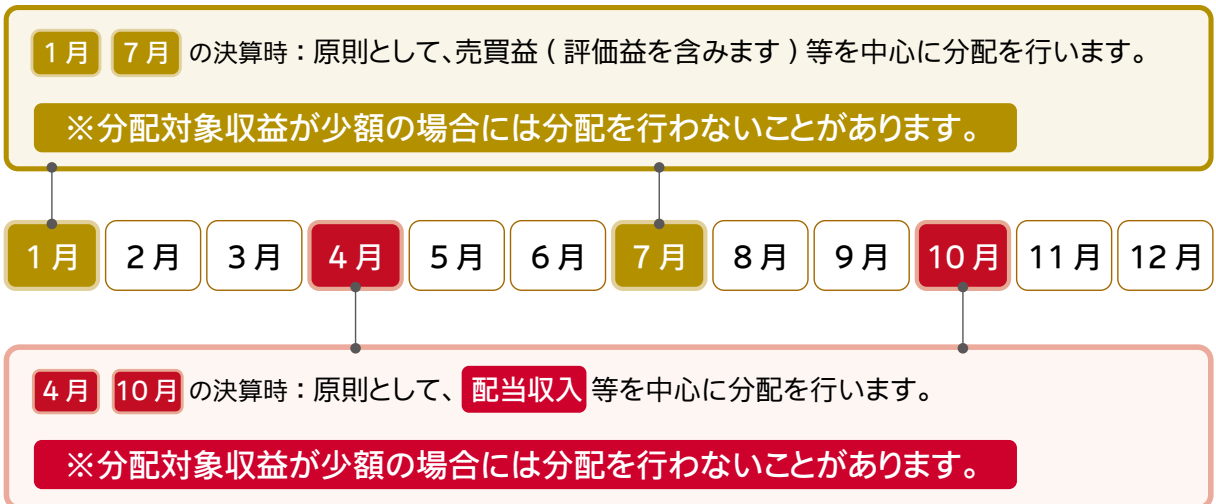 1月 7月 の決算時：原則として、売買益(評価益を含みます)等を中心に分配を行います。
※分配対象収益が少額の場合には分配を行わないことがあります。
1月 2月 3月 4月 5月 6月 7月 8月 9月 10月 11月 12月
4月 10月 の決算時：原則として、配当収入等を中心に分配を行います。
※分配対象収益が少額の場合には分配を行わないことがあります。